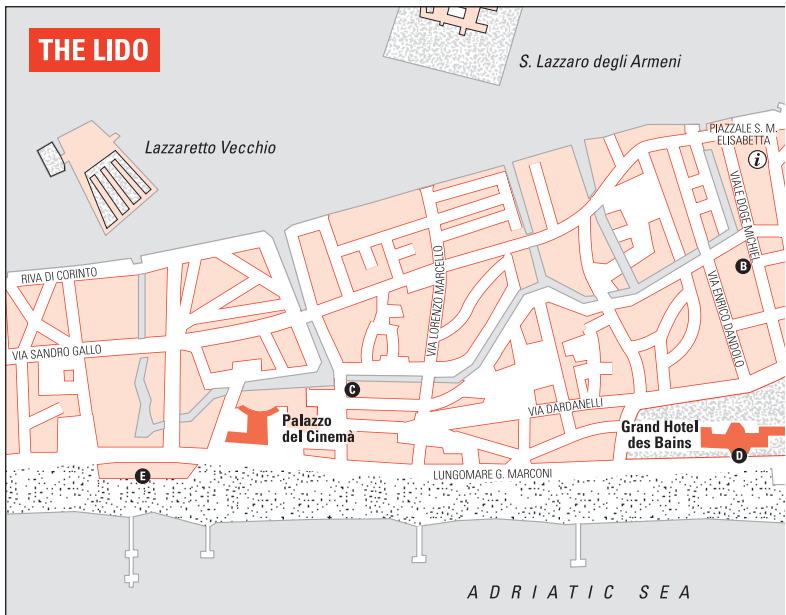 THE LIDO
S. Lazzaro degli Armeni
Lazzaretto Vecchio
PIAZZALE S. M.
ELISABETTA
i
VIALE DOGE MICHIEL
B
RIVA DI CORINTO
VIA LORENZO MARCELLO
VIA ENRICO DANDOLO
VIA SANDRO GALLO
C
VIA DARDANELLI
Palazzo
del Cinemà
Grand Hotel
des Bains
D
E
LUNGOMARE G. MARCONI
ADRIATIC SEA